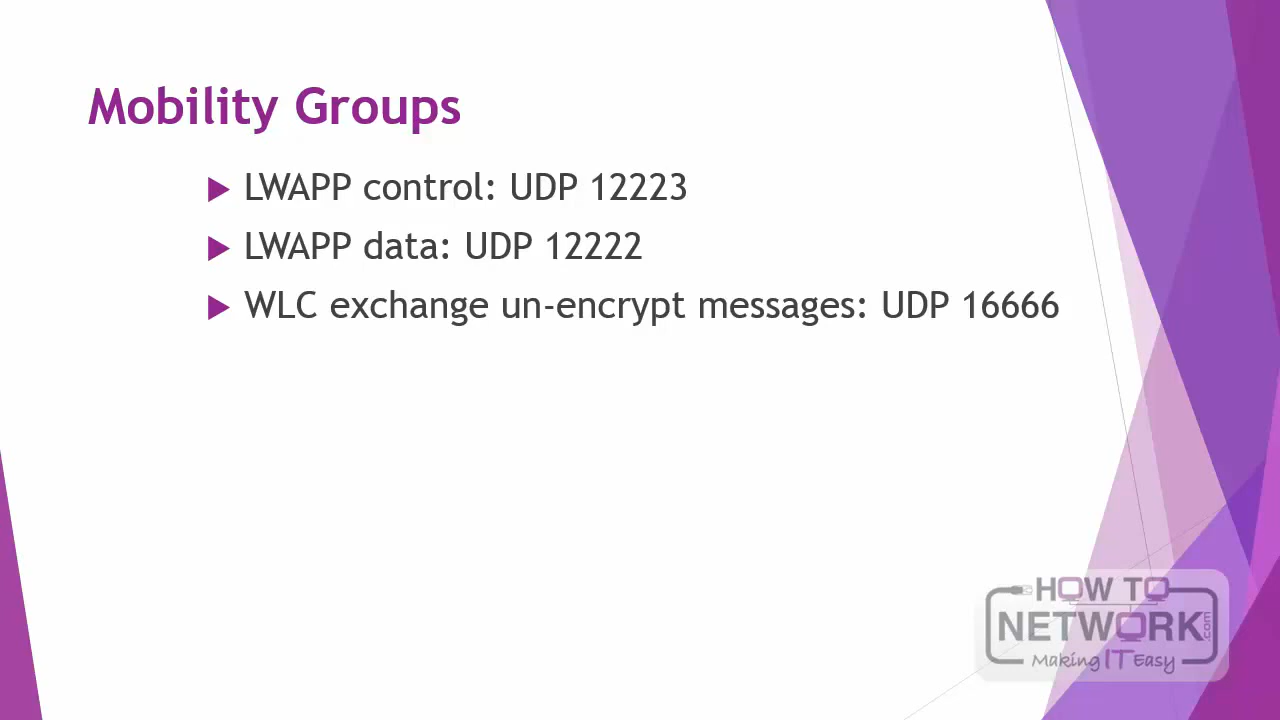 Mobility Groups
LWAPP control: UDP 12223
LWAPP data: UDP 12222
WLC exchange un-encrypt messages: UDP 16666
HOW TO
NETWORK.com
Making IT Easy